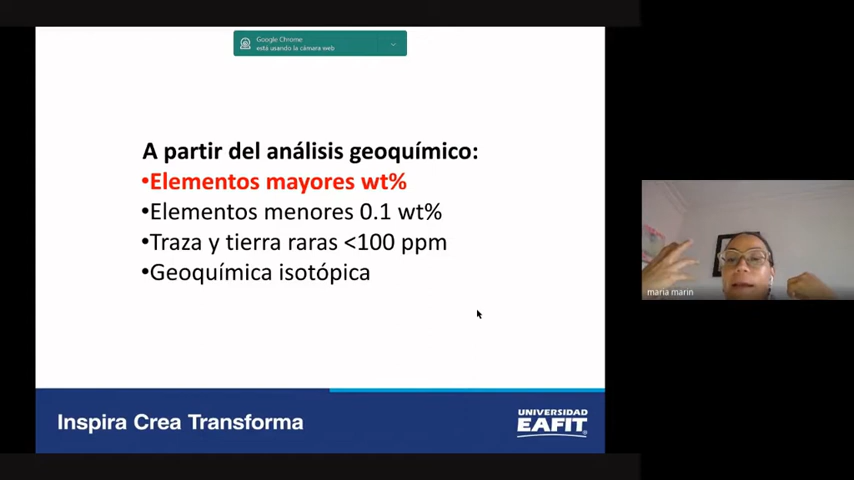 Google Chrome
está usando la cámara web
A partir del análisis geoquímico:
•Elementos mayores wt%
•Elementos menores 0.1 wt%
•Traza y tierra raras <100 ppm
•Geoquímica isotópica
maria marin
Inspira Crea Transforma
UNIVERSIDAD
EAFIT